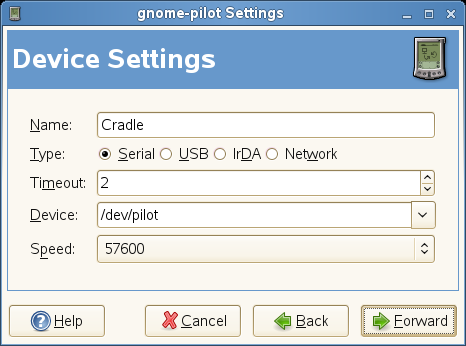 gnome-pilot Settings
Device Settings
Name: Cradle
Type: Serial USB IrDA Network
Timeout: 2
Device: /dev/pilot
Speed: 57600
Help Cancel Back Forward